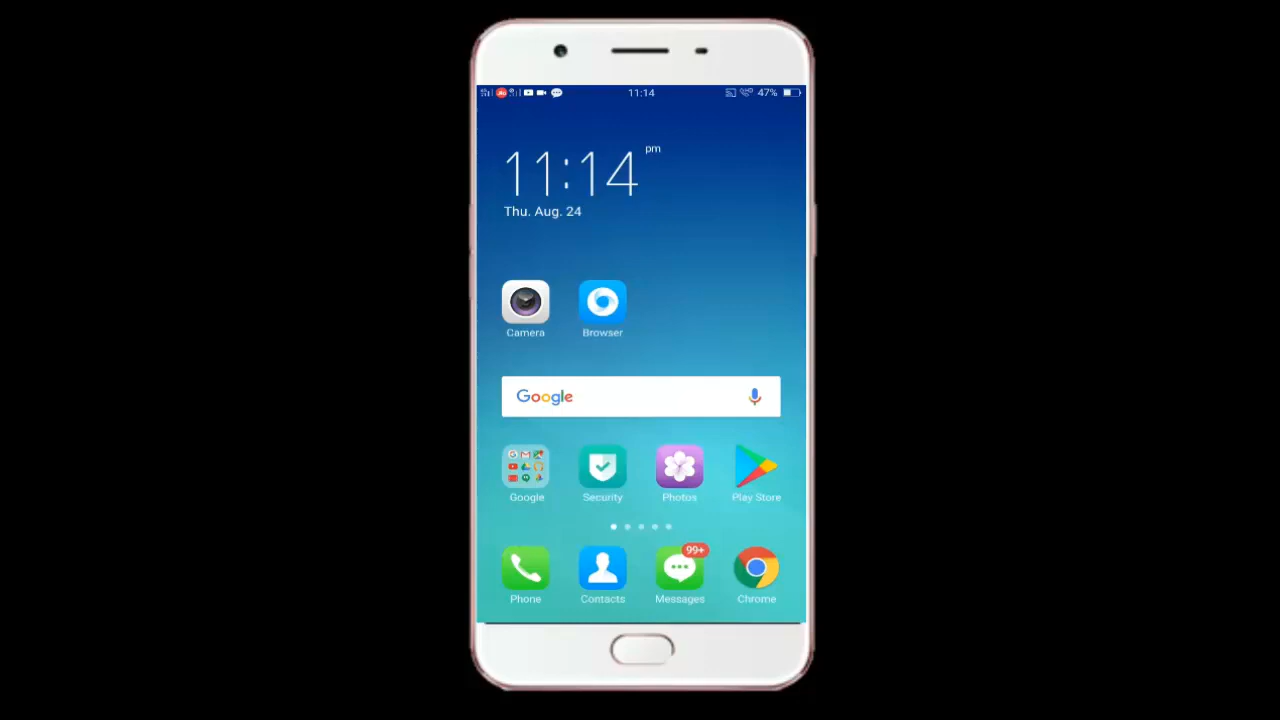 11:14
47%
11:14 pm
Thu. Aug. 24
Camera Browser
Google
Google Security Photos Play Store
99+
Phone Contacts Messages Chrome